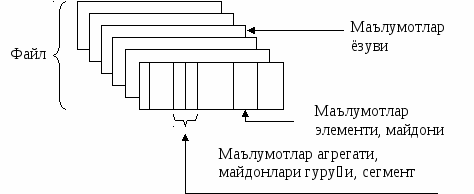 Маълумотлар
ёзуви
Файл
Маълумотлар
элементи, майдони
Маълумотлар агрегати,
майдонлари гуру▯и, сегмент